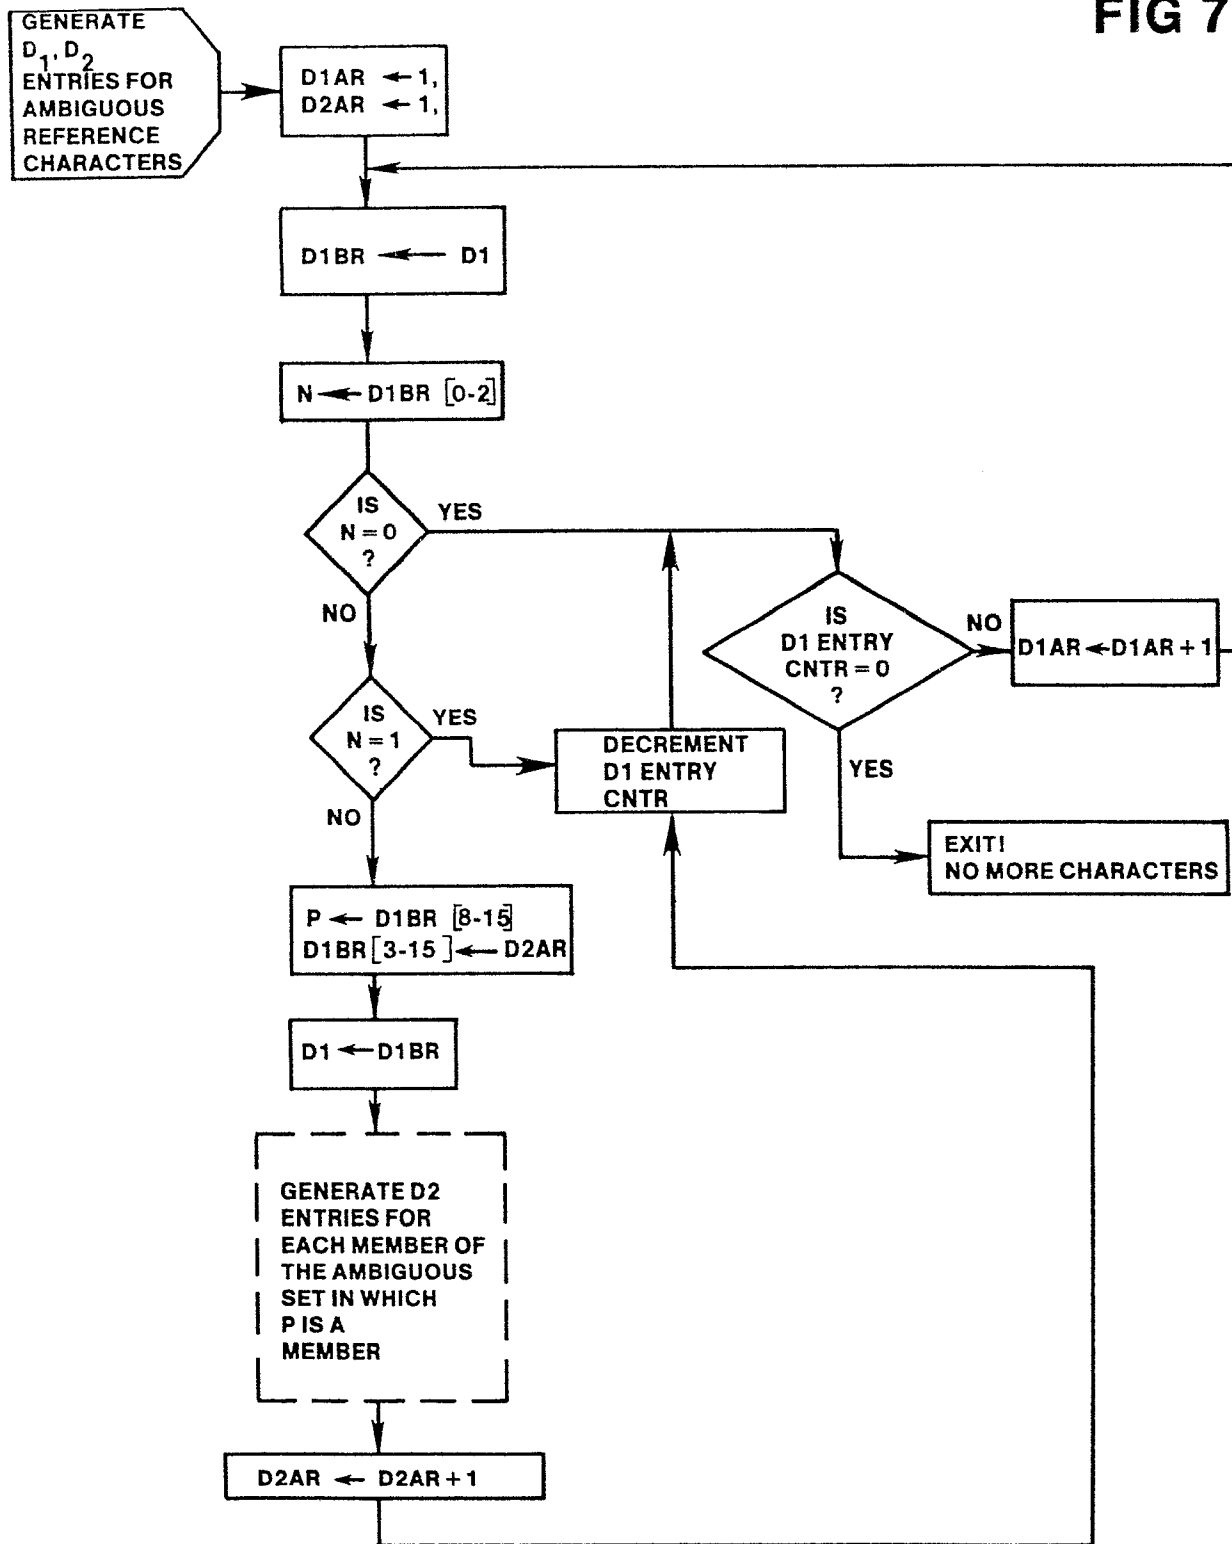 FIG 7
GENERATE
D1, D2
ENTRIES FOR
AMBIGUOUS
REFERENCE
CHARACTERS
D1AR ← 1,
D2AR ← 1,
D1BR ← D1
N ← D1BR [0-2]
IS
N = 0
?
YES
NO
IS
D1 ENTRY
CNTR = 0
?
NO
D1AR ← D1AR + 1
YES
EXIT!
NO MORE CHARACTERS
IS
N = 1
?
YES
NO
DECREMENT
D1 ENTRY
CNTR
P ← D1BR [8-15]
D1BR [3-15] ← D2AR
D1 ← D1BR
GENERATE D2
ENTRIES FOR
EACH MEMBER OF
THE AMBIGUOUS
SET IN WHICH
P IS A
MEMBER
D2AR ← D2AR + 1